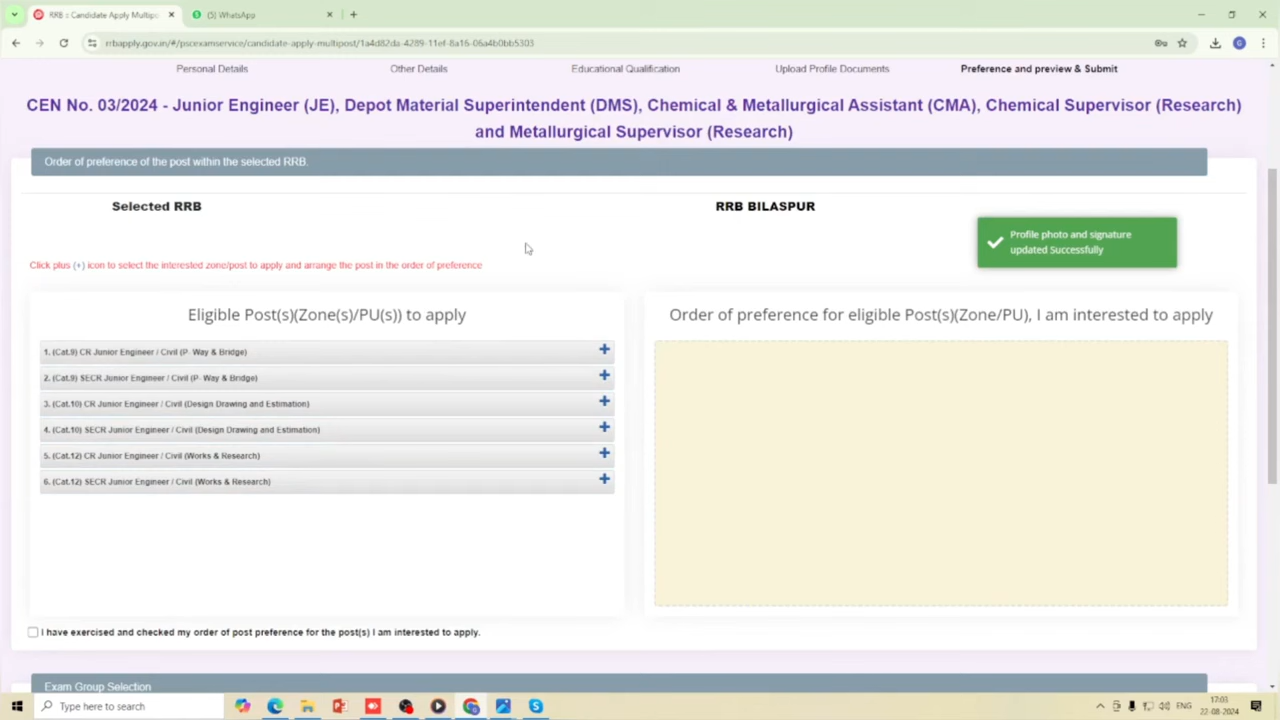 RRB :: Candidate Apply Multipo
(5) WhatsApp
rrbapply.gov.in/#/pscexamservice/candidate-apply-multipost/1a4d82da-4289-11ef-8a16-06a4b0bb5303
G
Personal Details Other Details Educational Qualification Upload Profile Documents Preference and preview & Submit
CEN No. 03/2024 - Junior Engineer (JE), Depot Material Superintendent (DMS), Chemical & Metallurgical Assistant (CMA), Chemical Supervisor (Research)
and Metallurgical Supervisor (Research)
Order of preference of the post within the selected RRB.
Selected RRB RRB BILASPUR
Profile photo and signature
updated Successfully
Click plus (+) icon to select the interested zone/post to apply and arrange the post in the order of preference
Eligible Post(s)(Zone(s)/PU(s)) to apply
1. (Cat.9) CR Junior Engineer / Civil (P- Way & Bridge)
2. (Cat.9) SECR Junior Engineer / Civil (P- Way & Bridge)
3. (Cat.10) CR Junior Engineer / Civil (Design Drawing and Estimation)
4. (Cat.10) SECR Junior Engineer / Civil (Design Drawing and Estimation)
5. (Cat.12) CR Junior Engineer / Civil (Works & Research)
6. (Cat.12) SECR Junior Engineer / Civil (Works & Research)
Order of preference for eligible Post(s)(Zone/PU), I am interested to apply
I have exercised and checked my order of post preference for the post(s) I am interested to apply.
Exam Group Selection
Type here to search
ENG
17:03
22-08-2024